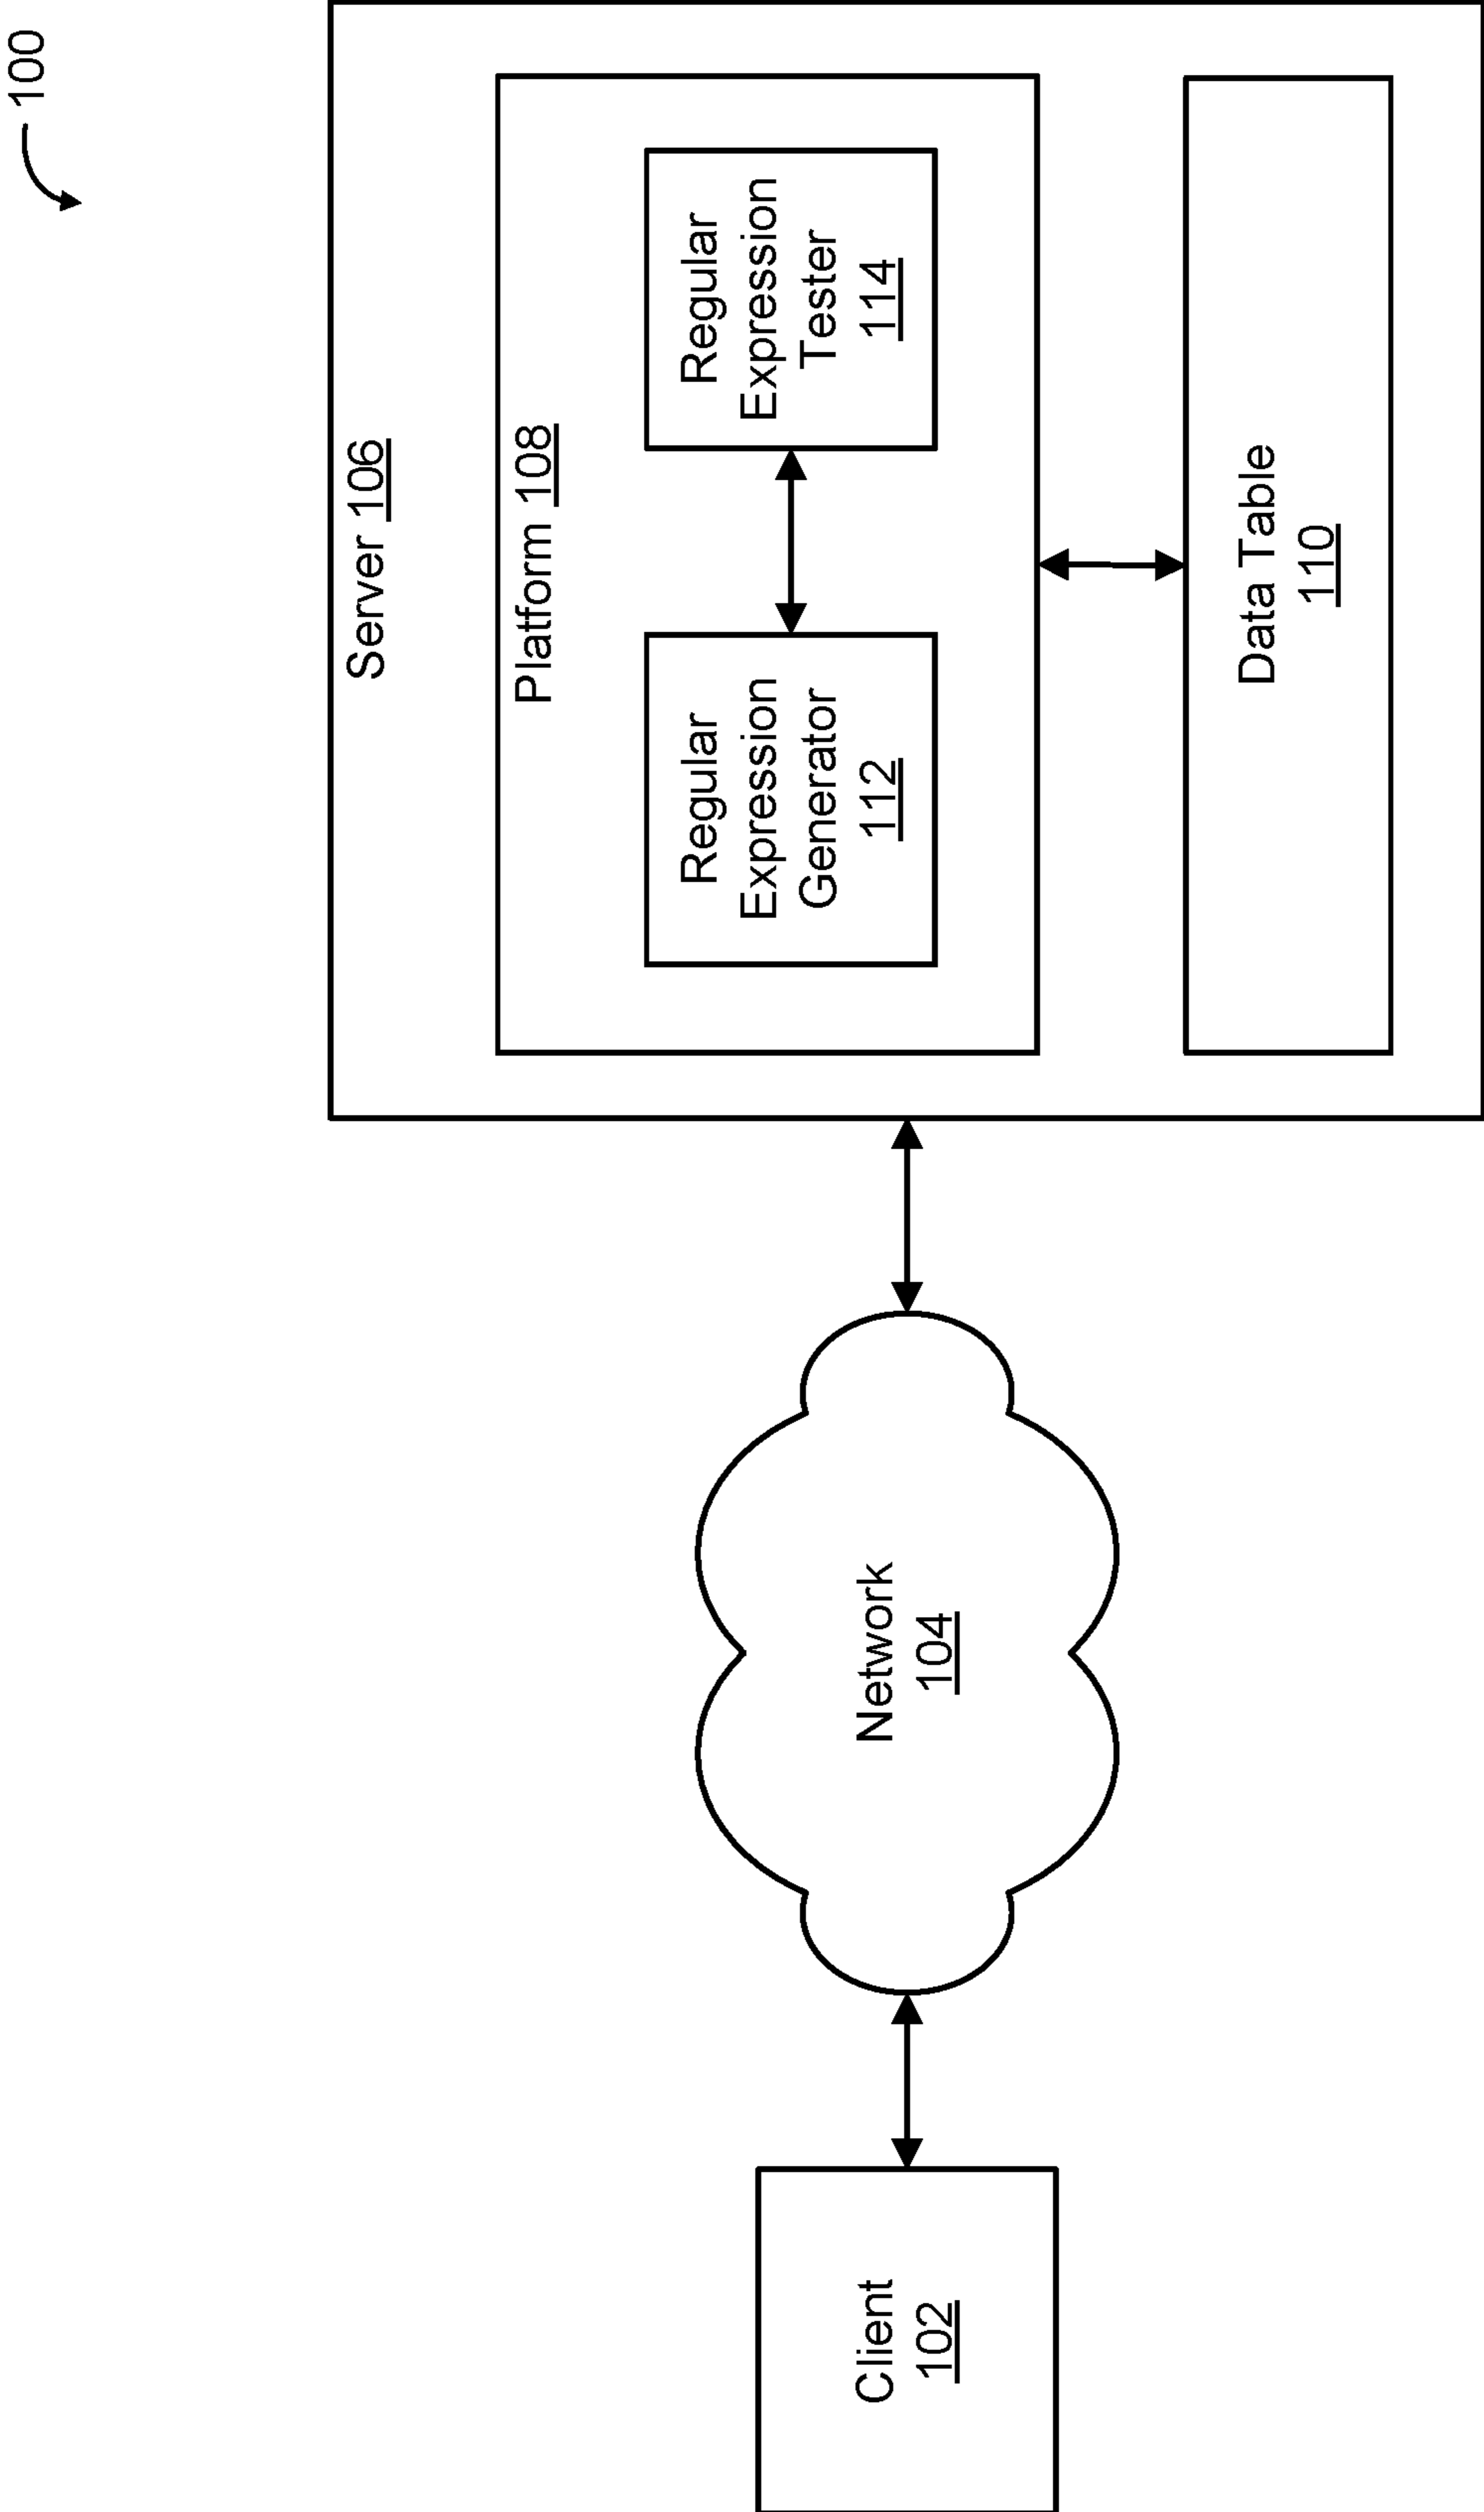 100
Client
102
Network
104
Server 106
Platform 108
Regular
Expression
Generator
112
Regular
Expression
Tester
114
Data Table
110